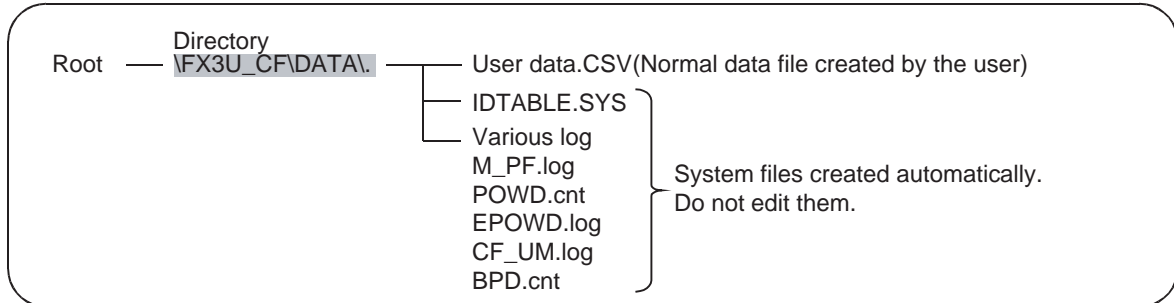 Directory
Root \FX3U_CF\DATA\. User data.CSV(Normal data file created by the user)
IDTABLE.SYS
Various log
M_PF.log
POWD.cnt
EPOWD.log
CF_UM.log
BPD.cnt
System files created automatically.
Do not edit them.